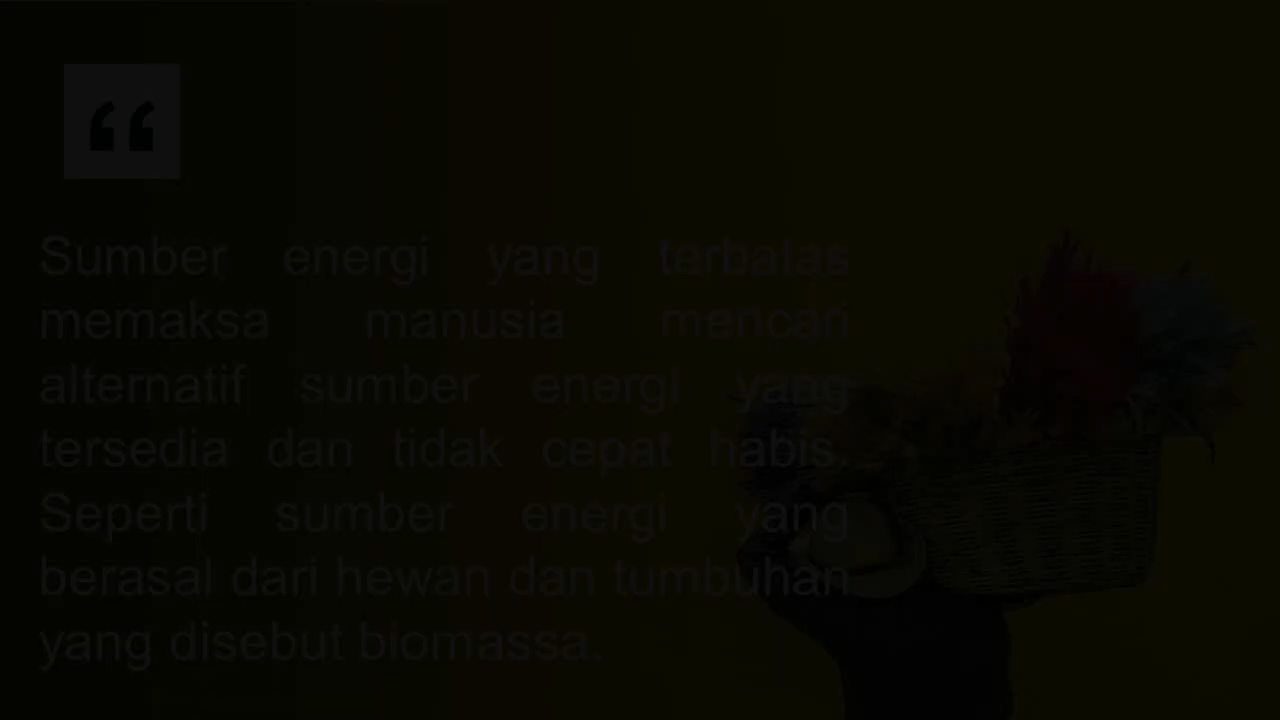 “
Sumber energi yang terbatas
memaksa manusia mencari
alternatif sumber energi yang
tersedia dan tidak cepat habis.
Seperti sumber energi yang
berasal dari hewan dan tumbuhan
yang disebut biomassa.